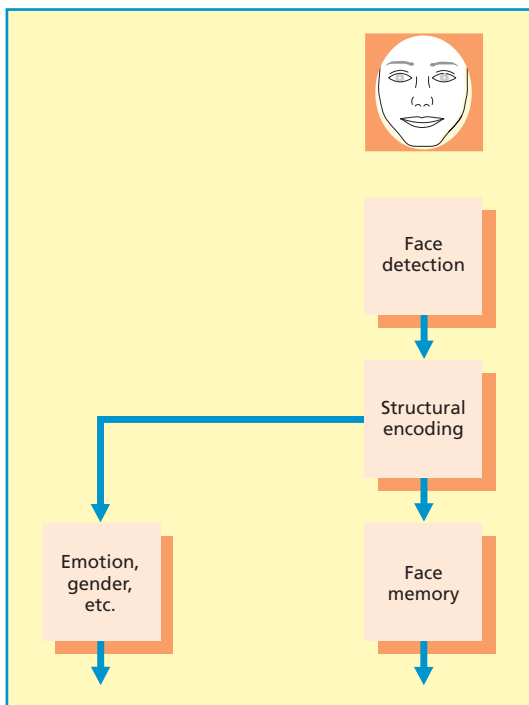 Face
detection
Structural
encoding
Emotion,
gender,
etc.
Face
memory